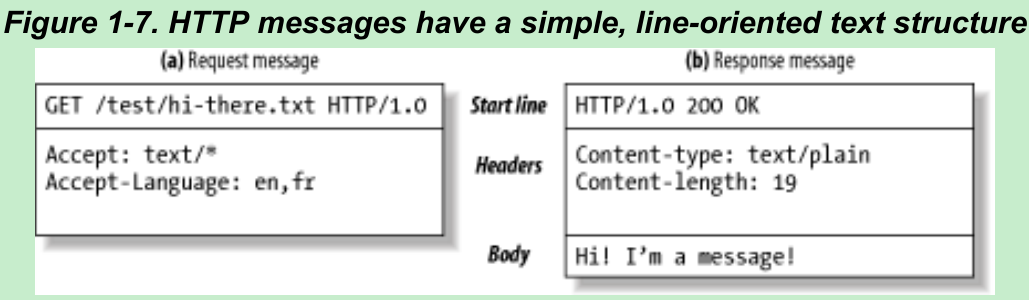 Figure 1-7. HTTP messages have a simple, line-oriented text structure
(a) Request message
GET /test/hi-there.txt HTTP/1.0
Accept: text/*
Accept-Language: en,fr
Start line
Headers
Body
(b) Response message
HTTP/1.0 200 OK
Content-type: text/plain
Content-length: 19
Hi! I'm a message!